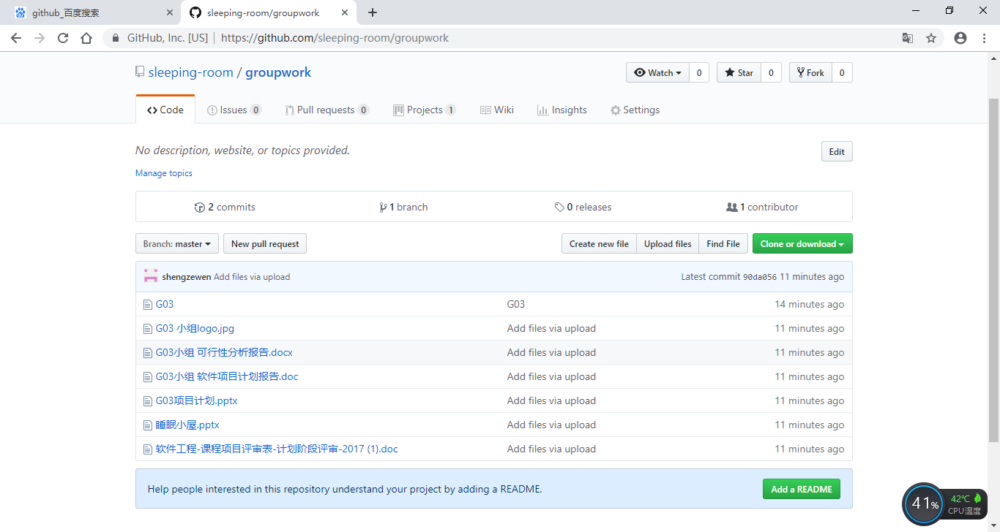 github_百度搜索
sleeping-room/groupwork
GitHub, Inc. [US] | https://github.com/sleeping-room/groupwork
sleeping-room / groupwork
Watch 0 Star 0 Fork 0
Code Issues 0 Pull requests 0 Projects 1 Wiki Insights Settings
No description, website, or topics provided. Edit
Manage topics
2 commits 1 branch 0 releases 1 contributor
Branch: master New pull request Create new file Upload files Find File Clone or download
shengzewen Add files via upload Latest commit 90da056 11 minutes ago
G03 G03 14 minutes ago
G03 小组logo.jpg Add files via upload 11 minutes ago
G03小组 可行性分析报告.docx Add files via upload 11 minutes ago
G03小组 软件项目计划报告.doc Add files via upload 11 minutes ago
G03项目计划.pptx Add files via upload 11 minutes ago
睡眠小屋.pptx Add files via upload 11 minutes ago
软件工程-课程项目评审表-计划阶段评审-2017 (1).doc Add files via upload 11 minutes ago
Help people interested in this repository understand your project by adding a README. Add a README
41% 42℃
CPU温度